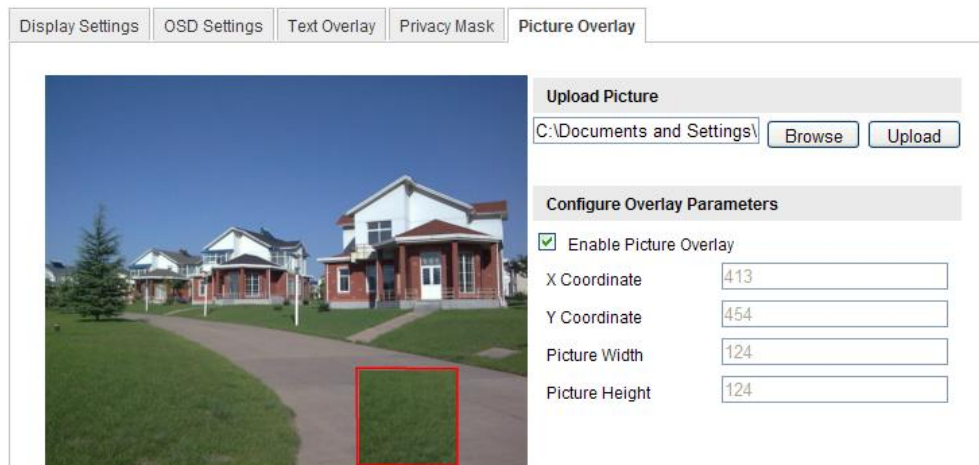 Display Settings OSD Settings Text Overlay Privacy Mask Picture Overlay
Upload Picture
C:\Documents and Settings\ Browse Upload
Configure Overlay Parameters
Enable Picture Overlay
X Coordinate 413
Y Coordinate 454
Picture Width 124
Picture Height 124